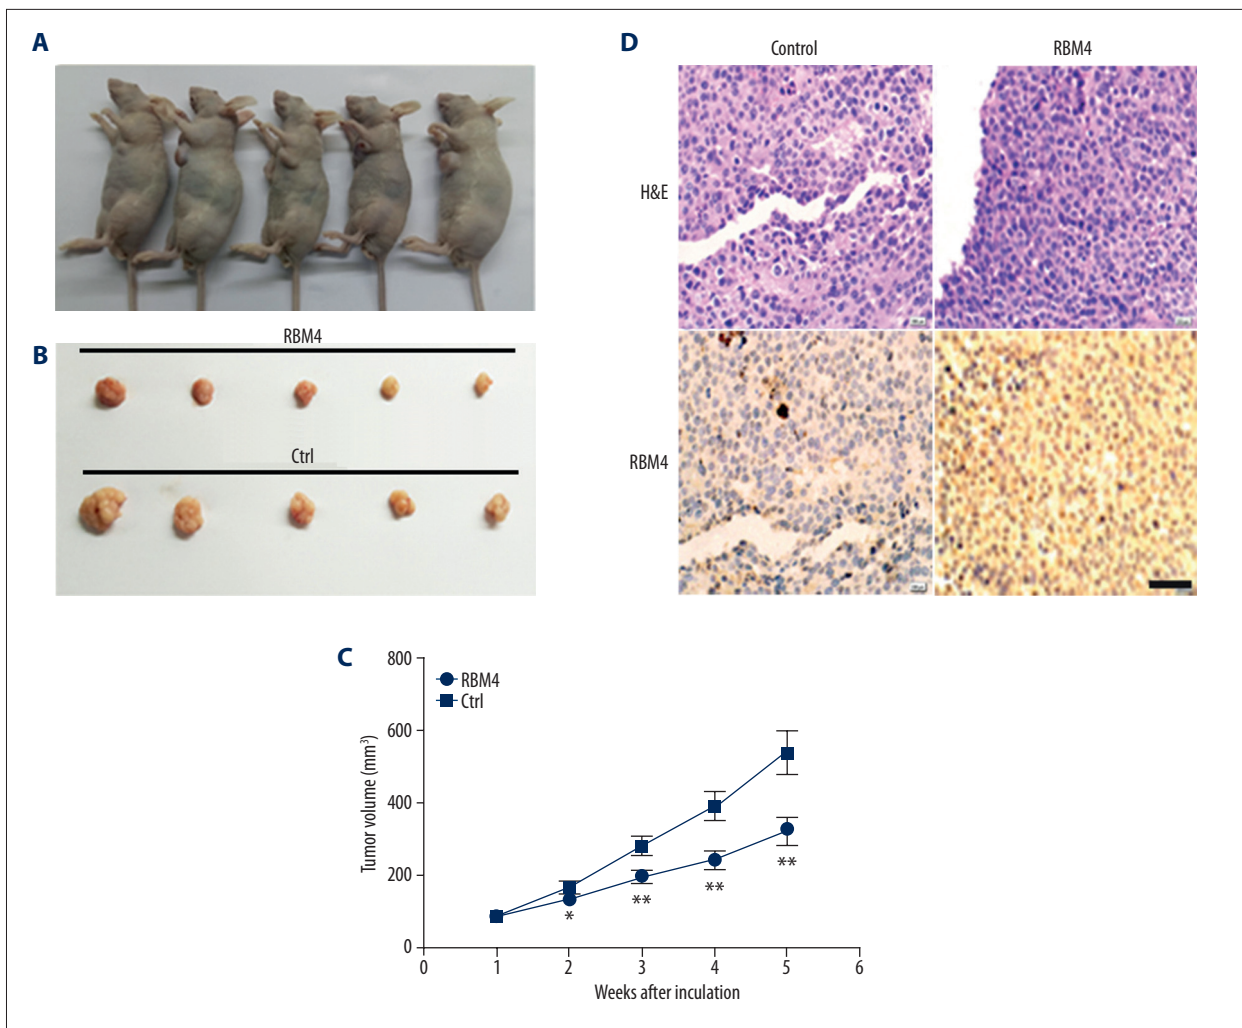 A
B
RBM4
Ctrl
D
Control
RBM4
H&E
RBM4
C
800
600
400
200
0
Tumor volume (mm³)
RBM4
Ctrl
*
**
**
**
0
1
2
3
4
5
6
Weeks after inculation